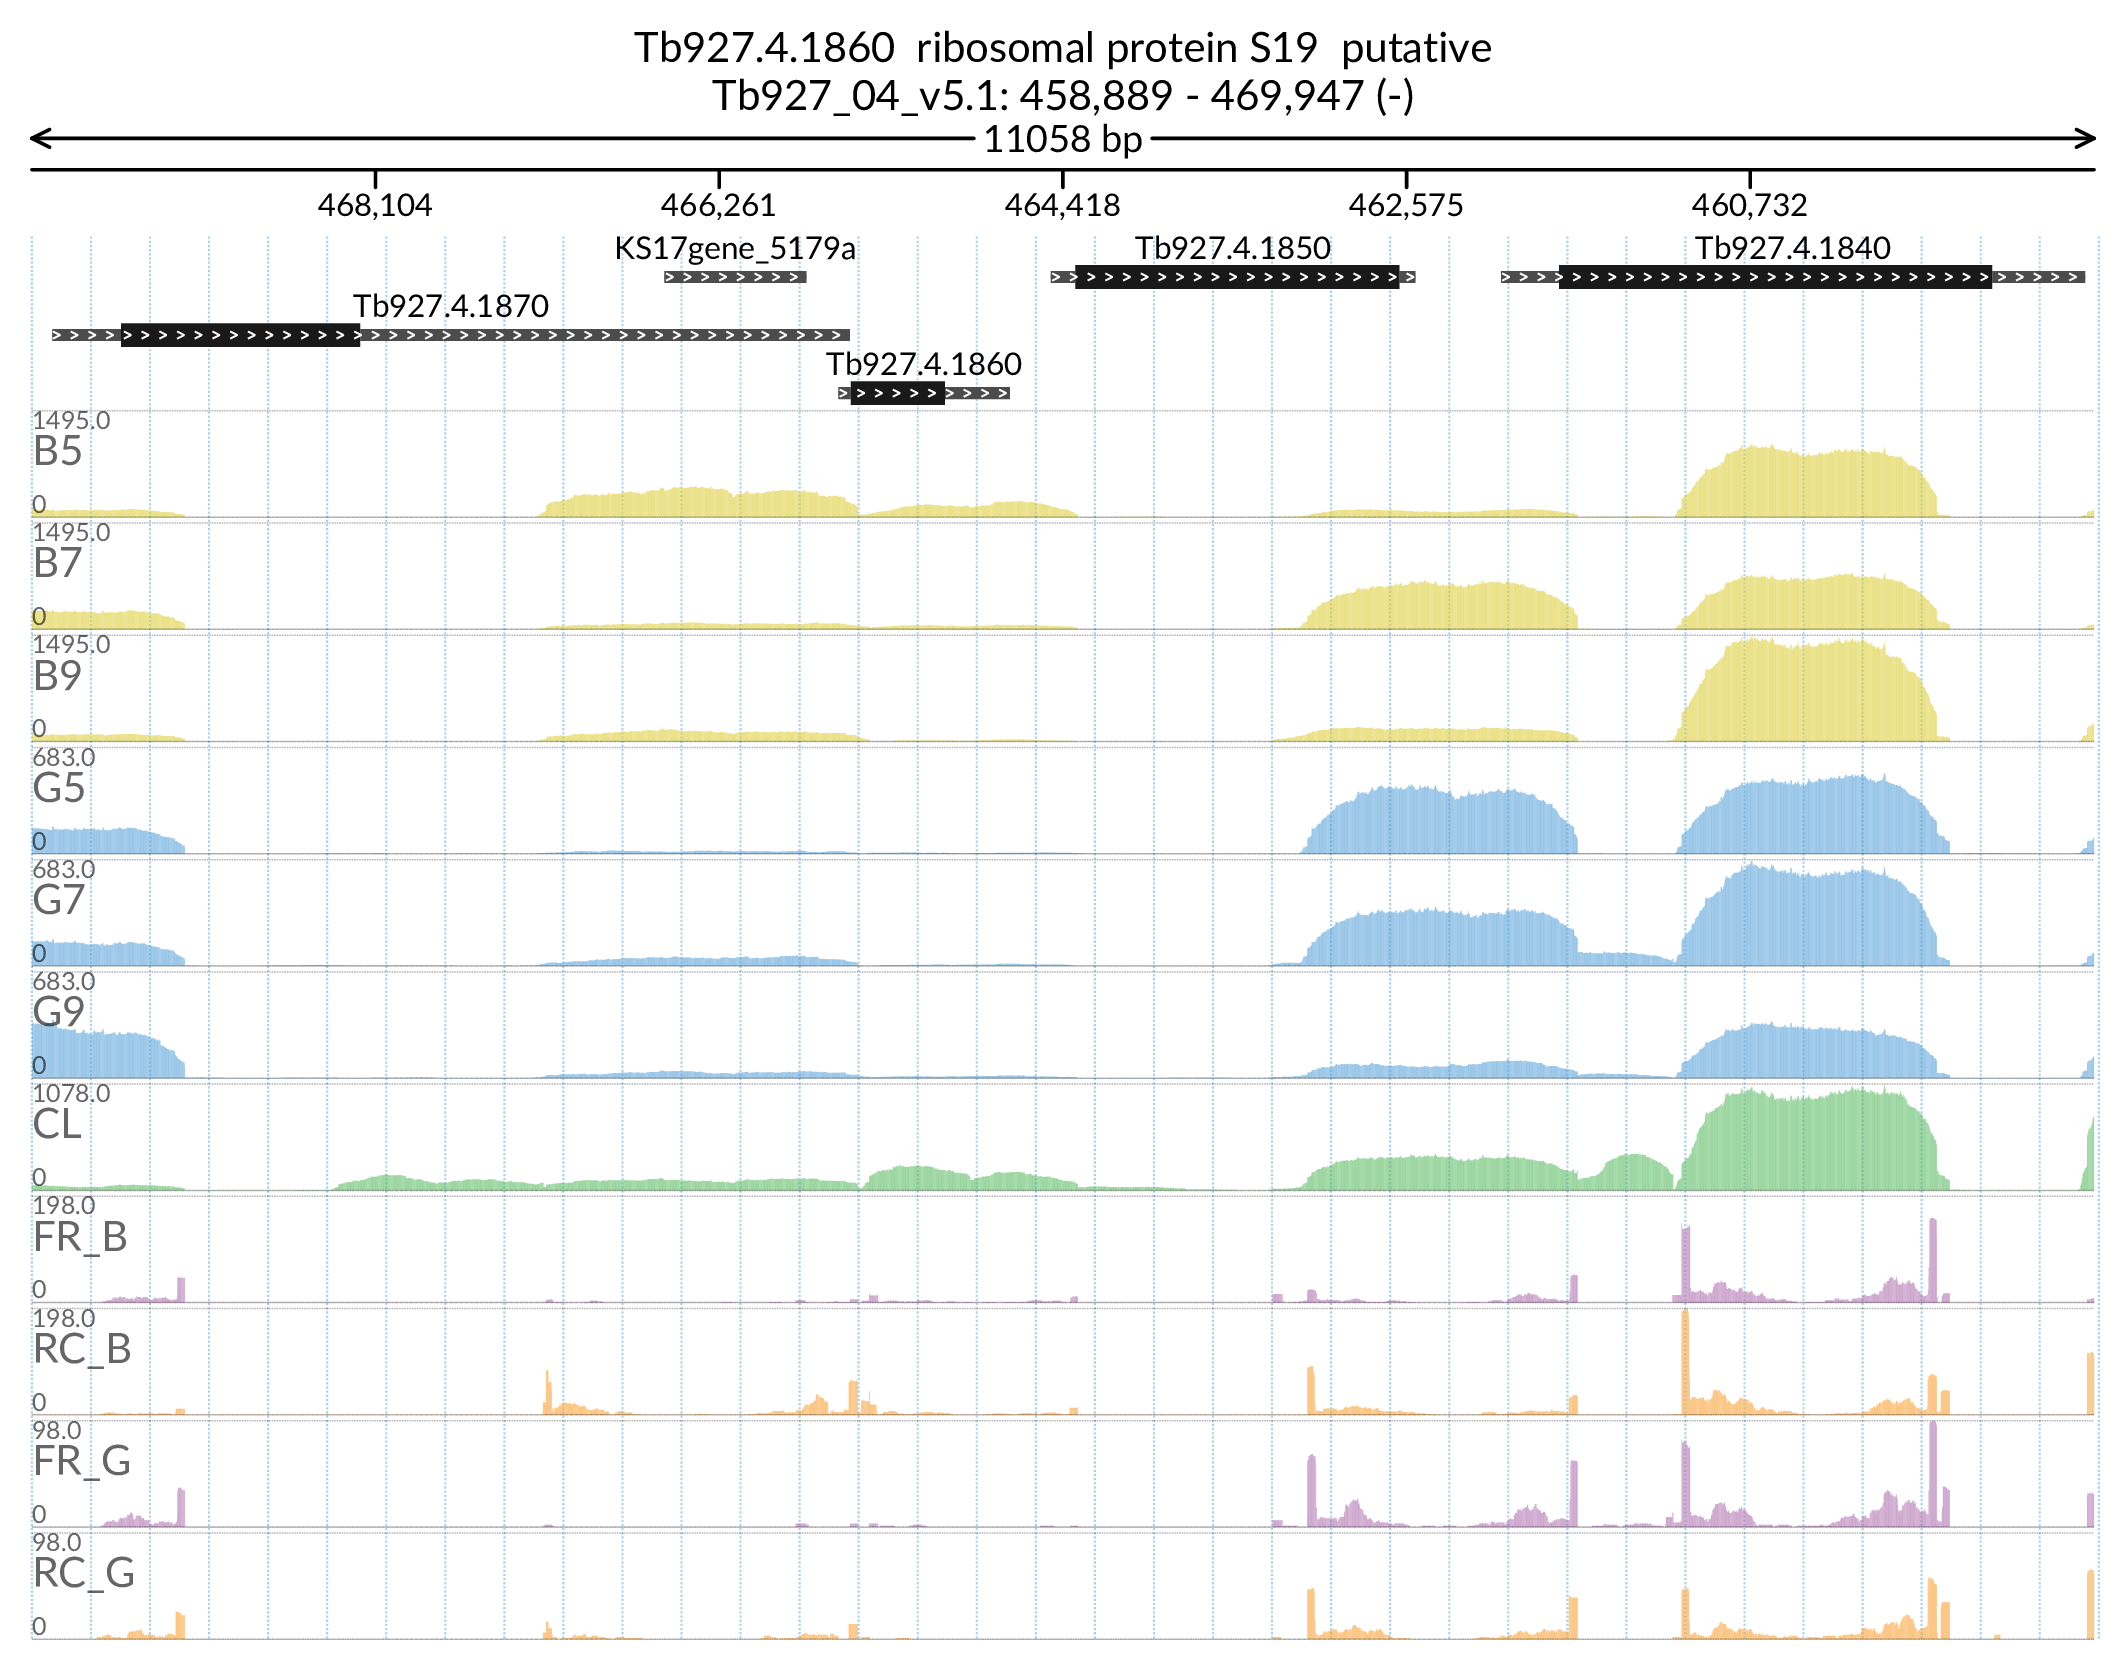 Tb927.4.1860  ribosomal protein S19  putative
Tb927_04_v5.1: 458,889 - 469,947 (-)
11058 bp
468,104 466,261 464,418 462,575 460,732
KS17gene_5179a Tb927.4.1850 Tb927.4.1840
Tb927.4.1870
Tb927.4.1860
1495.0
B5
0
1495.0
B7
0
1495.0
B9
0
683.0
G5
0
683.0
G7
0
683.0
G9
0
1078.0
CL
0
198.0
FR_B
0
198.0
RC_B
0
98.0
FR_G
0
98.0
RC_G
0